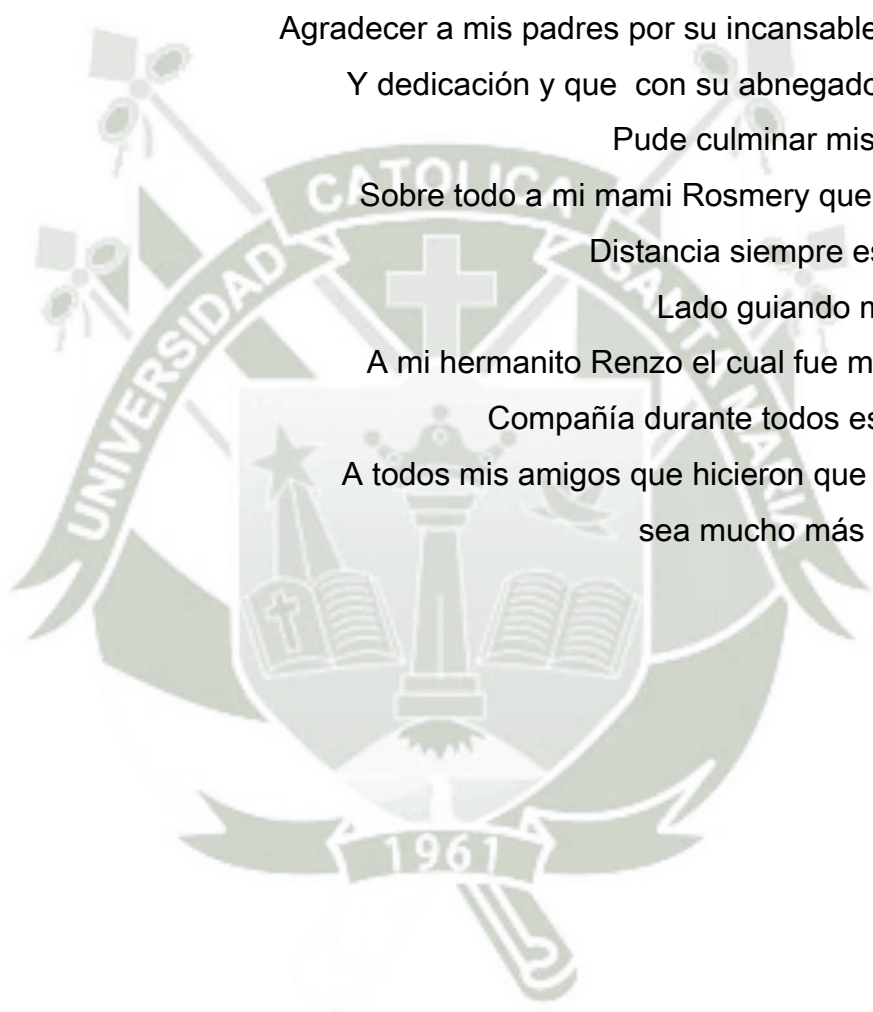 Agradecer a mis padres por su incansable
Y dedicación y que con su abnegado
Pude culminar mis
Sobre todo a mi mami Rosmery que
Distancia siempre
Lado guiando
A mi hermanito Renzo el cual fue
Compañía durante todos
A todos mis amigos que hicieron que
sea mucho más
UNIVERSIDAD CATOLICA SANTA MARIA
1961